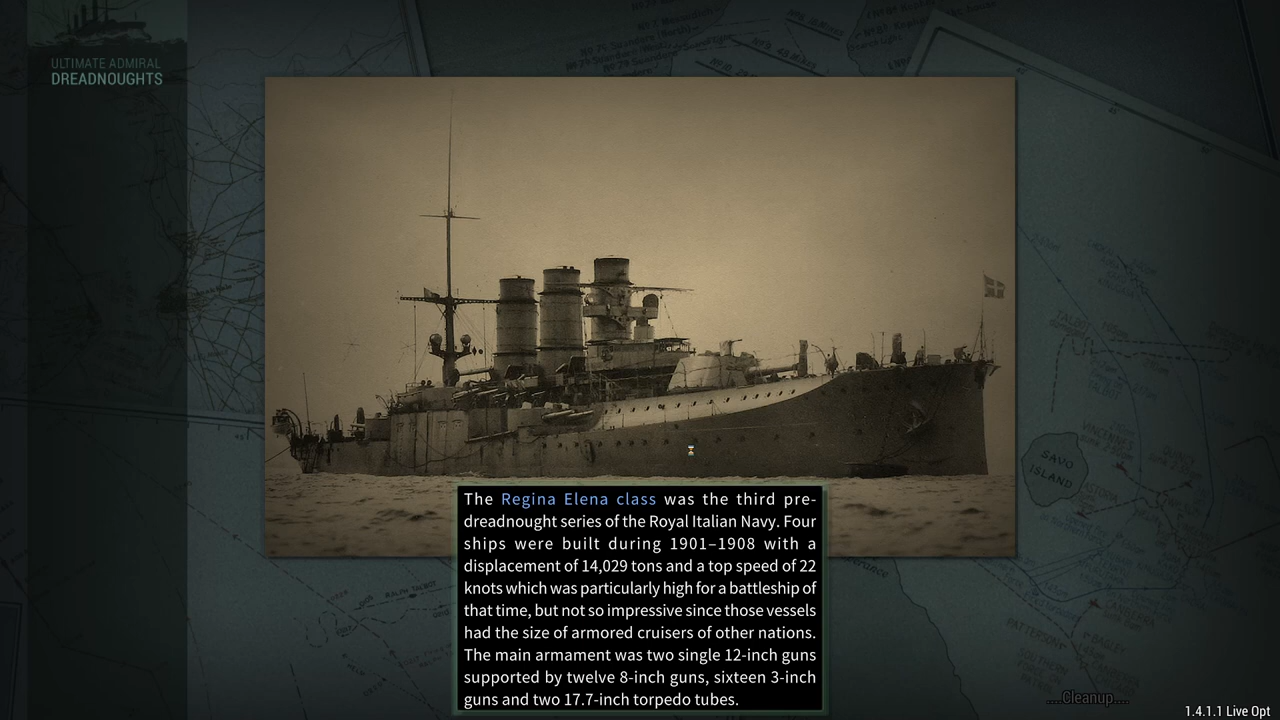 ULTIMATE ADMIRAL
DREADNOUGHTS
SAVO
ISLAND
The Regina Elena class was the third pre-
dreadnought series of the Royal Italian Navy. Four
ships were built during 1901–1908 with a
displacement of 14,029 tons and a top speed of 22
knots which was particularly high for a battleship of
that time, but not so impressive since those vessels
had the size of armored cruisers of other nations.
The main armament was two single 12-inch guns
supported by twelve 8-inch guns, sixteen 3-inch
guns and two 17.7-inch torpedo tubes.
....Cleanup....
1.4.1.1 Live Opt